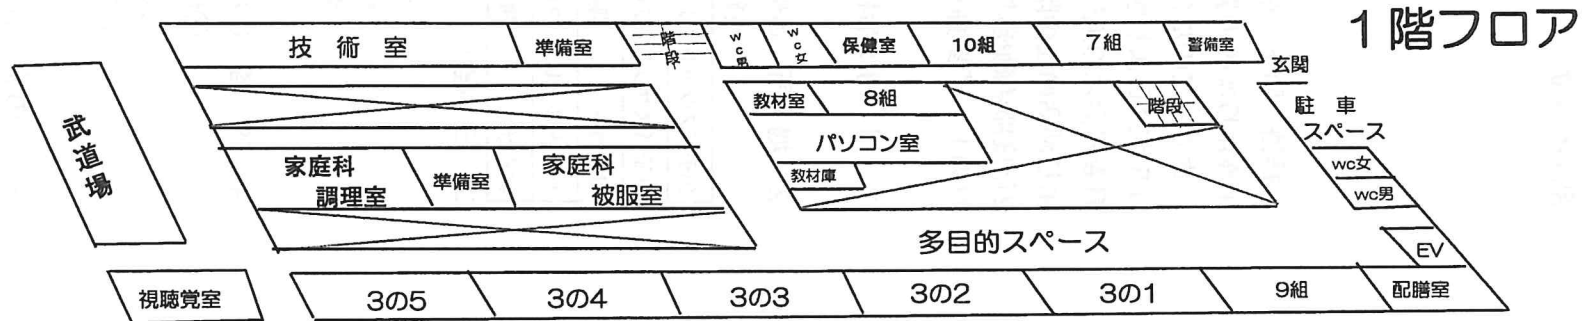 1階フロア
技術室
準備室
階段
wc男
wc女
保健室
10組
7組
警備室
玄関
武道場
教材室
8組
階段
駐車
スペース
パソコン室
wc女
家庭科
調理室
準備室
家庭科
被服室
教材庫
wc男
多目的スペース
EV
視聴覚室
3の5
3の4
3の3
3の2
3の1
9組
配膳室